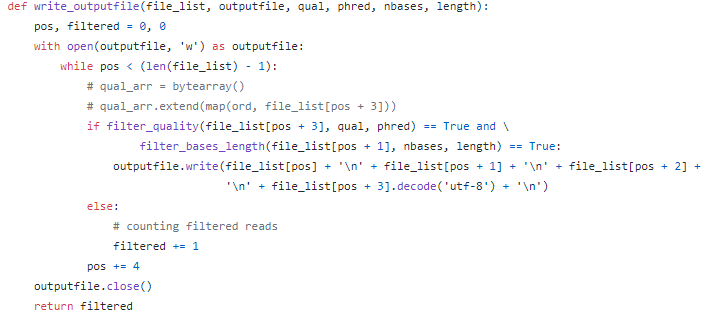 def write_outputfile(file_list, outputfile, qual, phred, nbases, length):
    pos, filtered = 0, 0
    with open(outputfile, 'w') as outputfile:
        while pos < (len(file_list) - 1):
            # qual_arr = bytearray()
            # qual_arr.extend(map(ord, file_list[pos + 3]))
            if filter_quality(file_list[pos + 3], qual, phred) == True and \
                    filter_bases_length(file_list[pos + 1], nbases, length) == True:
                outputfile.write(file_list[pos] + '\n' + file_list[pos + 1] + '\n' + file_list[pos + 2] +
                                 '\n' + file_list[pos + 3].decode('utf-8') + '\n')
            else:
                # counting filtered reads
                filtered += 1
            pos += 4
    outputfile.close()
    return filtered